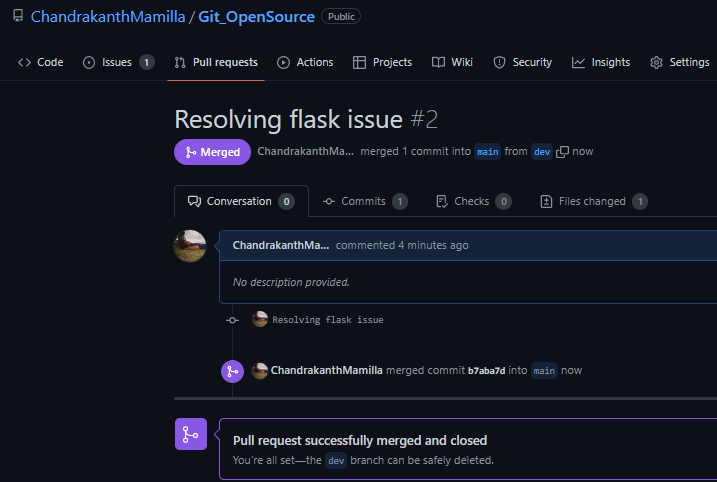 ChandrakanthMamilla / Git_OpenSource Public
Code Issues 1 Pull requests Actions Projects Wiki Security Insights Settings
Resolving flask issue #2
Merged ChandrakanthMa... merged 1 commit into main from dev now
Conversation 0 Commits 1 Checks 0 Files changed 1
ChandrakanthMa... commented 4 minutes ago
No description provided.
Resolving flask issue
ChandrakanthMamilla merged commit b7aba7d into main now
Pull request successfully merged and closed
You're all set—the dev branch can be safely deleted.